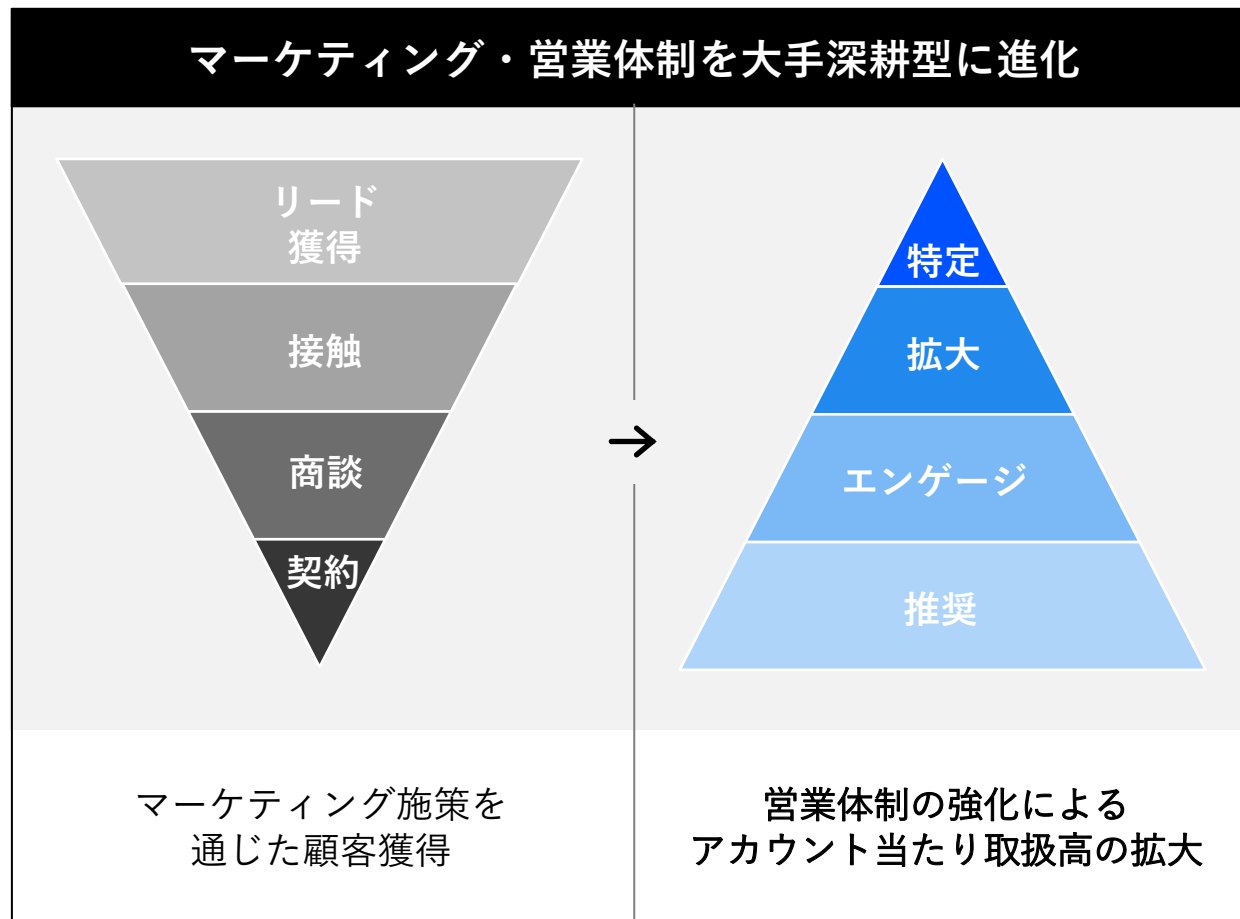 マーケティング・営業体制を大手深耕型に進化
リード
獲得
接触
商談
契約
特定
拡大
エンゲージ
推奨
マーケティング施策を
通じた顧客獲得
営業体制の強化による
アカウント当たり取扱高の拡大